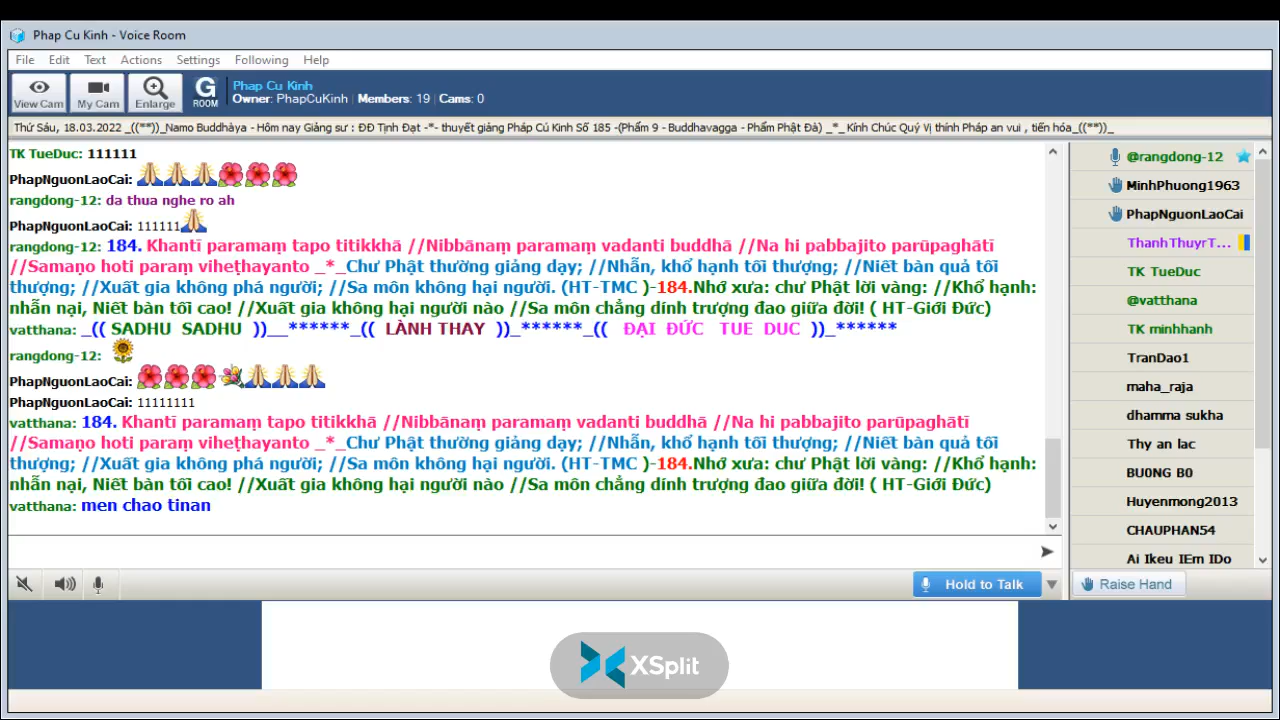 Phap Cu Kinh - Voice Room
File Edit Text Actions Settings Following Help
View Cam My Cam Enlarge G ROOM
Phap Cu Kinh
Owner: PhapCuKinh | Members: 19 | Cams: 0
Thứ Sáu, 18.03.2022 _((**))_Namo Buddhàya - Hôm nay Giảng sư : ĐĐ Tịnh Đạt -*- thuyết giảng Pháp Cú Kinh Số 185 -(Phẩm 9 - Buddhavagga - Phẩm Phật Đà) _*_ Kính Chúc Quý Vị thính Pháp an vui , tiến hóa_((**))_
TK TueDuc: 111111
PhapNguonLaoCai:
rangdong-12: da thua nghe ro ah
PhapNguonLaoCai: 111111
rangdong-12: 184. Khantī paramaṃ tapo titikkhā //Nibbānaṃ paramaṃ vadanti buddhā //Na hi pabbajito parūpaghātī
//Samaṇo hoti paraṃ viheṭhayanto _*_Chư Phật thường giảng dạy; //Nhẫn, khổ hạnh tối thượng; //Niết bàn quả tối
thượng; //Xuất gia không phá người; //Sa môn không hại người. (HT-TMC )-184.Nhớ xưa: chư Phật lời vàng: //Khổ hạnh:
nhẫn nại, Niết bàn tối cao! //Xuất gia không hại người nào //Sa môn chẳng dính trượng đao giữa đời! ( HT-Giới Đức)
vatthana: _(( SADHU SADHU ))__******_(( LÀNH THAY ))_******_(( ĐẠI ĐỨC TUE DUC ))_******
rangdong-12:
PhapNguonLaoCai:
PhapNguonLaoCai: 11111111
vatthana: 184. Khantī paramaṃ tapo titikkhā //Nibbānaṃ paramaṃ vadanti buddhā //Na hi pabbajito parūpaghātī
//Samaṇo hoti paraṃ viheṭhayanto _*_Chư Phật thường giảng dạy; //Nhẫn, khổ hạnh tối thượng; //Niết bàn quả tối
thượng; //Xuất gia không phá người; //Sa môn không hại người. (HT-TMC )-184.Nhớ xưa: chư Phật lời vàng: //Khổ hạnh:
nhẫn nại, Niết bàn tối cao! //Xuất gia không hại người nào //Sa môn chẳng dính trượng đao giữa đời! ( HT-Giới Đức)
vatthana: men chao tinan
@rangdong-12
MinhPhuong1963
PhapNguonLaoCai
ThanhThuyrT...
TK TueDuc
@vatthana
TK minhhanh
TranDao1
maha_raja
dhamma sukha
Thy an lac
BU0NG B0
Huyenmong2013
CHAUPHAN54
Ai Ikeu IEm IDo
Hold to Talk
Raise Hand
XSplit